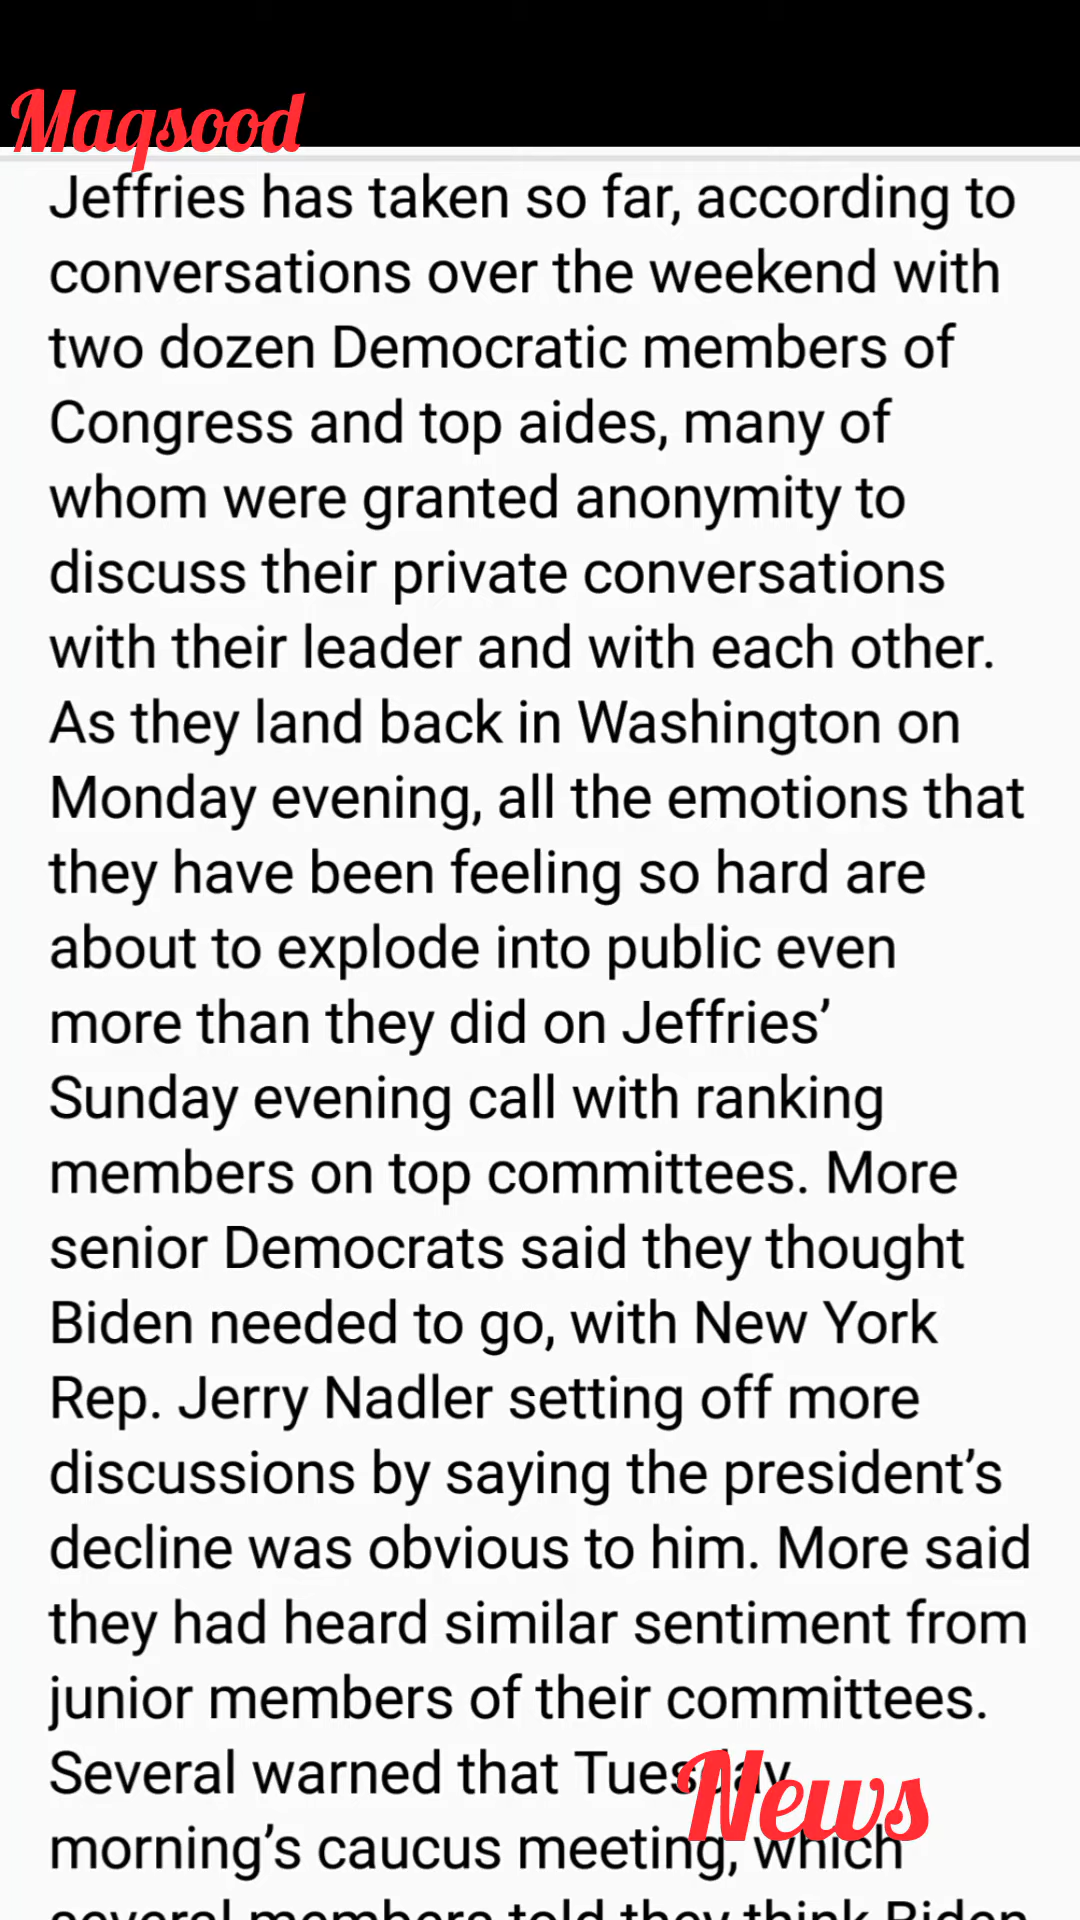 Maqsood
Jeffries has taken so far, according to
conversations over the weekend with
two dozen Democratic members of
Congress and top aides, many of
whom were granted anonymity to
discuss their private conversations
with their leader and with each other.
As they land back in Washington on
Monday evening, all the emotions that
they have been feeling so hard are
about to explode into public even
more than they did on Jeffries’
Sunday evening call with ranking
members on top committees. More
senior Democrats said they thought
Biden needed to go, with New York
Rep. Jerry Nadler setting off more
discussions by saying the president’s
decline was obvious to him. More said
they had heard similar sentiment from
junior members of their committees.
Several warned that Tuesday
News
morning’s caucus meeting, which
several members told they think Biden